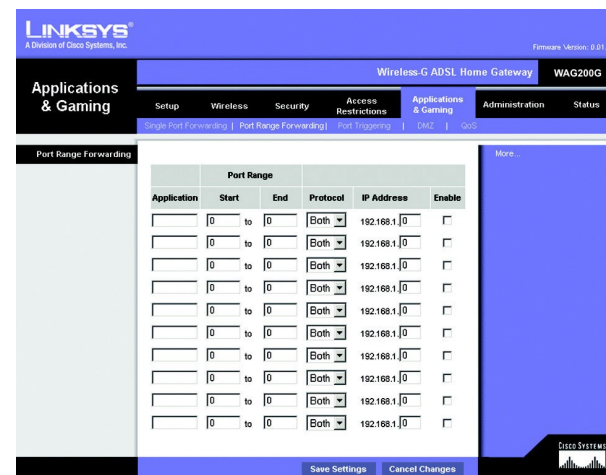 LINKSYS®
A Division of Cisco Systems, Inc.
Firmware Version: 0.01
Wireless-G ADSL Home Gateway WAG200G
Applications & Gaming
Setup Wireless Security Access Restrictions Applications & Gaming Administration Status
Single Port Forwarding | Port Range Forwarding | Port Triggering | DMZ | QoS
Port Range Forwarding
More...
Port Range
Application Start End Protocol IP Address Enable
0 to 0 Both 192.168.1. 0
0 to 0 Both 192.168.1. 0
0 to 0 Both 192.168.1. 0
0 to 0 Both 192.168.1. 0
0 to 0 Both 192.168.1. 0
0 to 0 Both 192.168.1. 0
0 to 0 Both 192.168.1. 0
0 to 0 Both 192.168.1. 0
0 to 0 Both 192.168.1. 0
0 to 0 Both 192.168.1. 0
Save Settings Cancel Changes
CISCO SYSTEMS